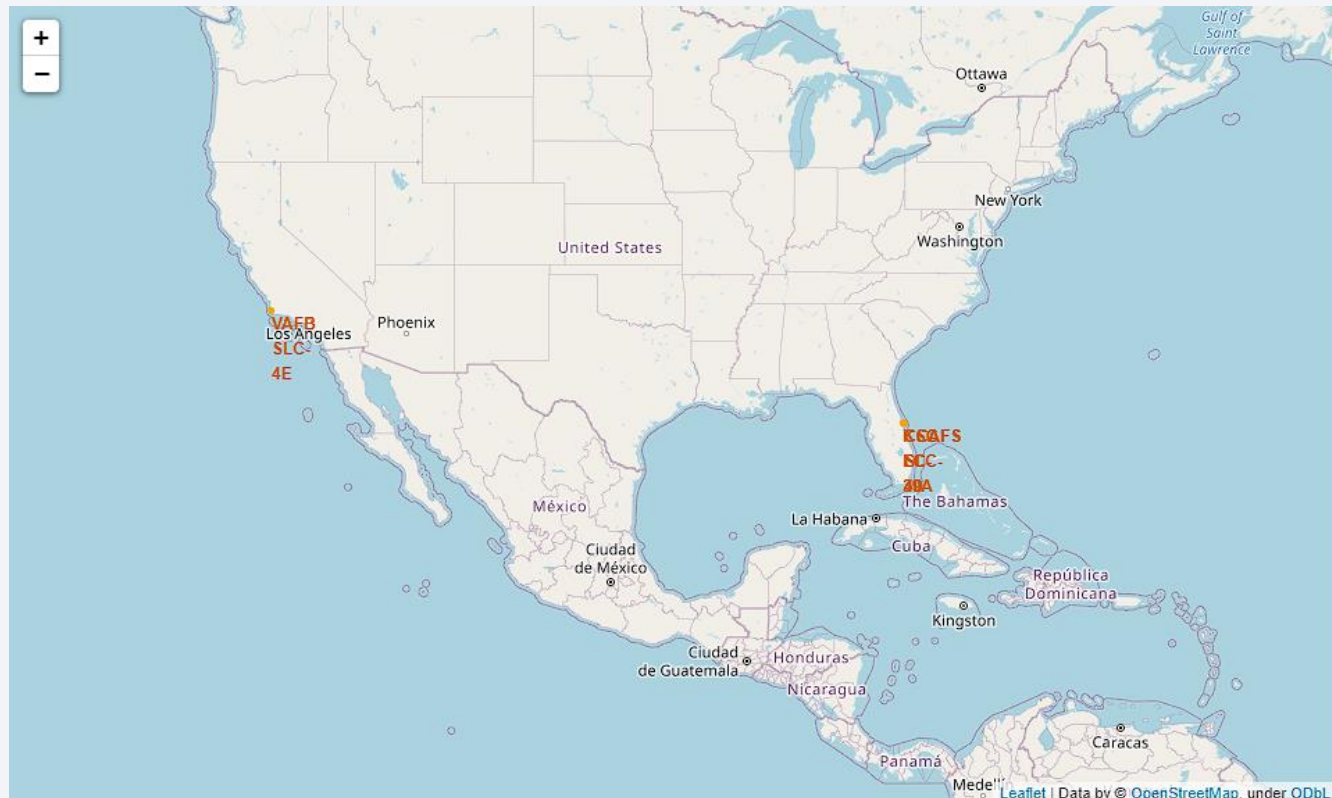 +
−
Gulf of
Saint
Lawrence
Ottawa
New York
Washington
United States
VAFB
SLC-
4E
Los Angeles
Phoenix
The Bahamas
La Habana
Cuba
México
Ciudad
de México
República
Dominicana
Kingston
Ciudad
de Guatemala
Honduras
Nicaragua
Caracas
Panamá
Leaflet | Data by © OpenStreetMap, under ODbL